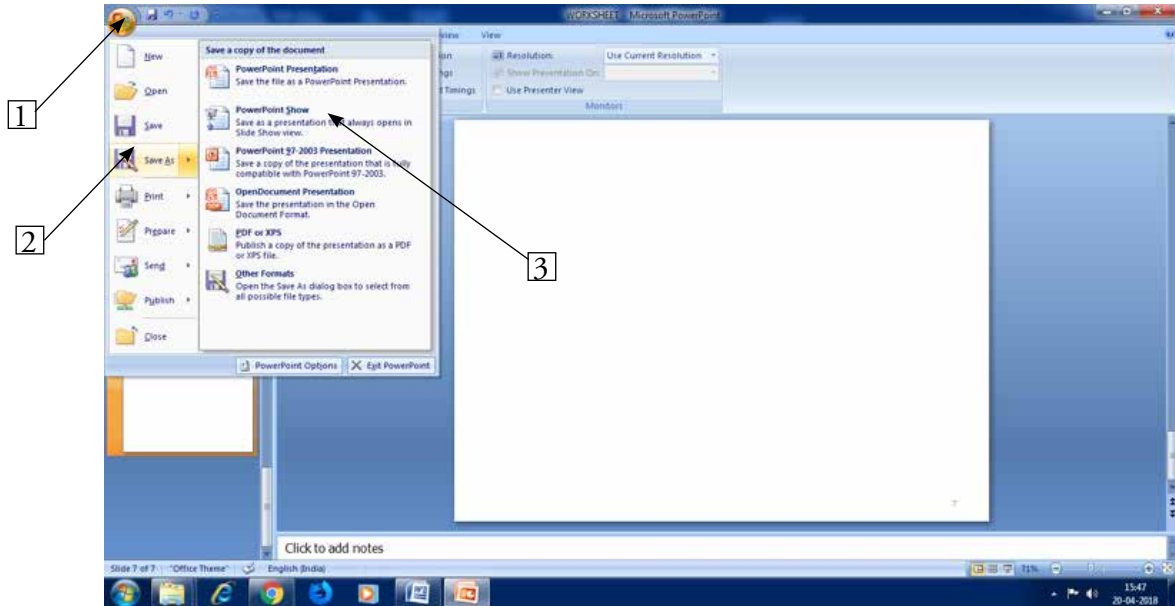 WORKSHEET - Microsoft PowerPoint
View
Resolution:
Use Current Resolution
Show Presentation On:
Timings
Use Presenter View
Monitors
New
Open
Save
Save As
Print
Prepare
Send
Publish
Close
Save a copy of the document
PowerPoint Presentation
Save the file as a PowerPoint Presentation.
PowerPoint Show
Save as a presentation that always opens in
Slide Show view.
PowerPoint 97-2003 Presentation
Save a copy of the presentation that is fully
compatible with PowerPoint 97-2003.
OpenDocument Presentation
Save the presentation in the Open
Document Format.
PDF or XPS
Publish a copy of the presentation as a PDF
or XPS file.
Other Formats
Open the Save As dialog box to select from
all possible file types.
PowerPoint Options
Exit PowerPoint
1
2
3
7
Click to add notes
Slide 7 of 7
"Office Theme"
English (India)
71%
15:47
20-04-2018